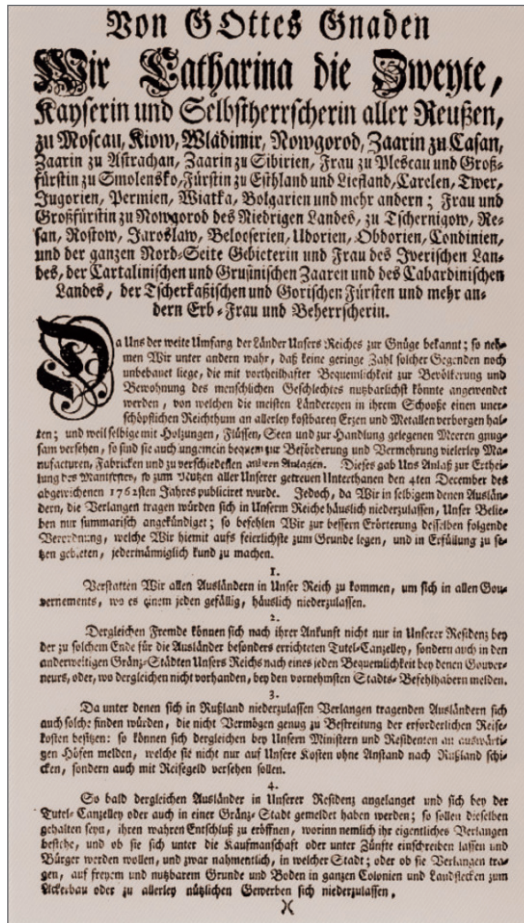 Von GOttes Gnaden
Wir Catharina die Zweyte,
Kayserin und Selbstherrscherin aller Reußen,
zu Moscau, Kiow, Wladimir, Nowgorod, Zaarin zu Casan,
Zaarin zu Astrachan, Zaarin zu Sibirien, Frau zu Plescau und Groß-
fürstin zu Smolensko, Fürstin zu Esthland und Liefland, Carelen, Twer,
Jugorien, Permien, Wiatka, Bolgarien und mehr andern; Frau und
Großfürstin zu Nowgorod des Niedrigen Landes, zu Tschernigow, Re-
san, Rostow, Jaroslaw, Belooserien, Udorien, Obdorien, Condinien,
und der ganzen Nord-Seite Gebieterin und Frau des Jverischen Lan-
des, der Cartalinischen und Grusinischen Zaaren und des Cabardinischen
Landes, der Tscherkaßischen und Gorischen Fürsten und mehr an-
dern Erb-Frau und Beherrscherin.
Da Uns der weite Umfang der Länder Unsers Reiches zur Gnüge bekannt; so neh-
men Wir unter andern wahr, daß keine geringe Zahl solcher Gegenden noch
unbebauet liege, die mit vortheilhafter Bequemlichkeit zur Bevölkerung und
Bewohnung des menschlichen Geschlechtes nutzbarlichst könnte angewendet
werden, von welchen die meisten Ländereyen in ihrem Schooße einen uner-
schöpflichen Reichthum an allerley kostbaren Erzen und Metallen verborgen hal-
ten; und weil selbige mit Holzungen, Flüssen, Seen und zur Handlung gelegenen Meeren gnug-
sam versehen, so sind sie auch ungemein bequem zur Beförderung und Vermehrung vielerley Ma-
nufacturen, Fabricken und zu verschiedenen andern Anlagen. Dieses gab Uns Anlaß zur Erthei-
lung des Manifestes, so zum Nutzen aller Unserer getreuen Unterthanen den 4ten December des
abgewichenen 1762sten Jahres publiciret wurde. Jedoch, da Wir in selbigem denen Auslän-
dern, die Verlangen tragen würden sich in Unserm Reiche häuslich niederzulassen, Unser Belie-
ben nur summarisch angekündiget; so befehlen Wir zur bessern Erörterung desselben folgende
Verordnung, welche Wir hiemit aufs feierlichste zum Grunde legen, und in Erfüllung zu se-
tzen gebieten, jedermänniglich kund zu machen.
1.
Verstatten Wir allen Ausländern in Unser Reich zu kommen, um sich in allen Gou-
vernements, wo es einem jeden gefällig, häuslich niederzulassen.
2.
Dergleichen Fremde können sich nach ihrer Ankunft nicht nur in Unserer Residenz bey
der zu solchem Ende für die Ausländer besonders errichteten Tutel-Canzelley, sondern auch in den
anderweitigen Gränz-Städten Unsers Reichs nach eines jeden Bequemlichkeit bey denen Gouver-
neurs, oder, wo dergleichen nicht vorhanden, bey den vornehmsten Stadts-Befehlhabern melden.
3.
Da unter denen sich in Rußland niederzulassen Verlangen tragenden Ausländern sich
auch solche finden würden, die nicht Vermögen genug zu Bestreitung der erforderlichen Reise-
kosten besitzen: so können sich dergleichen bey Unsern Ministern und Residenten an auswärti-
gen Höfen melden, welche sie nicht nur auf Unsere Kosten ohne Anstand nach Rußland schi-
cken, sondern auch mit Reisegeld versehen sollen.
4.
So bald dergleichen Ausländer in Unserer Residenz angelanget und sich bey der
Tutel-Canzelley oder auch in einer Gränz-Stadt gemeldet haben werden; so sollen dieselben
gehalten seyn, ihren wahren Entschluß zu eröffnen, worinn nemlich ihr eigentliches Verlangen
bestehe, und ob sie sich unter die Kaufmanschaft oder unter Zünfte einschreiben lassen und
Bürger werden wollen, und zwar nahmentlich, in welcher Stadt; oder ob sie Verlangen tra-
gen, auf freyem und nutzbarem Grunde und Boden in ganzen Colonien und Landflecken zum
Ackerbau oder zu allerley nützlichen Gewerben sich niederzulassen,